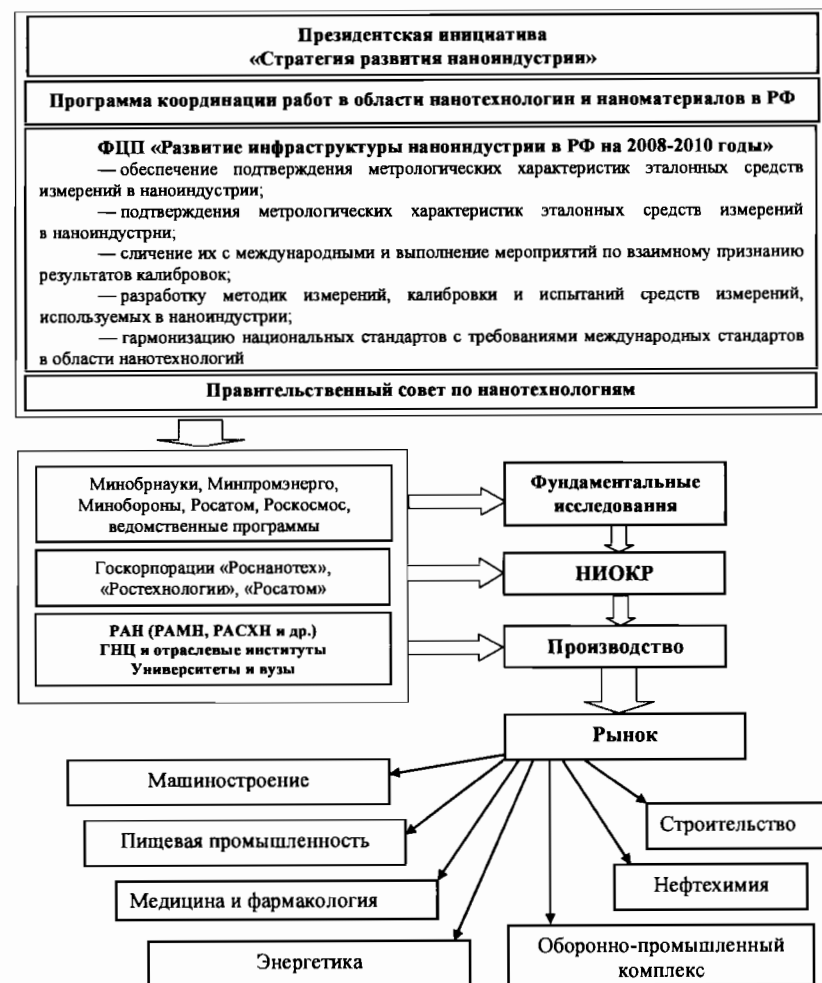 Президентская инициатива
«Стратегия развития наноиндустрии»
Программа координации работ в области нанотехнологии и наноматериалов в РФ
ФЦП «Развитие инфраструктуры наноиндустрии в РФ на 2008-2010 годы»
— обеспечение подтверждения метрологических характеристик эталонных средств
измерений в наноиндустрии;
— подтверждения метрологических характеристик эталонных средств измерений
в наноиндустрии;
— сличение их с международными и выполнение мероприятий по взаимному признанию
результатов калибровок;
— разработку методик измерений, калибровки и испытаний средств измерений,
используемых в наноиндустрии;
— гармонизацию национальных стандартов с требованиями международных стандартов
в области нанотехнологий
Правительственный совет по нанотехнологиям
Минобрнауки, Минпромэнерго,
Минобороны, Росатом, Роскосмос,
ведомственные программы
Фундаментальные
исследования
Госкорпорации «Роснанотех»,
«Ростехнологии», «Росатом»
НИОКР
РАН (РАМН, РАСХН и др.)
ГНЦ и отраслевые институты
Университеты и вузы
Производство
Рынок
Машиностроение
Строительство
Пищевая промышленность
Нефтехимия
Медицина и фармакология
Оборонно-промышленный
комплекс
Энергетика